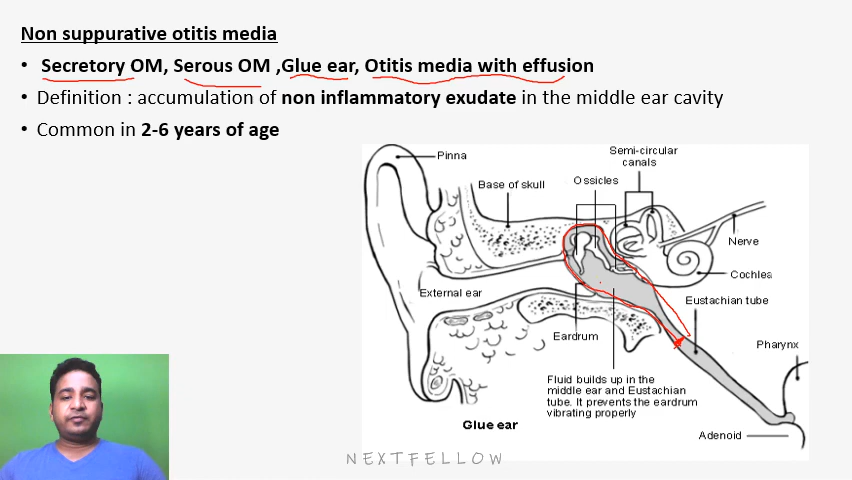 Non suppurative otitis media
• Secretory OM, Serous OM ,Glue ear, Otitis media with effusion
• Definition : accumulation of non inflammatory exudate in the middle ear cavity
• Common in 2-6 years of age
Semi-circular
canals
Pinna
Base of skull
Ossicles
Nerve
Cochlea
External ear
Eustachian tube
Eardrum
Pharynx
Fluid builds up in the
middle ear and Eustachian
tube. It prevents the eardrum
vibrating properly
Glue ear
Adenoid
NEXTFELLOW